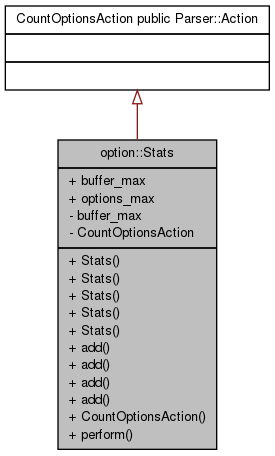 CountOptionsAction public Parser::Action
option::Stats
+ buffer_max
+ options_max
- buffer_max
- CountOptionsAction
+ Stats()
+ Stats()
+ Stats()
+ Stats()
+ Stats()
+ add()
+ add()
+ add()
+ add()
+ CountOptionsAction()
+ perform()